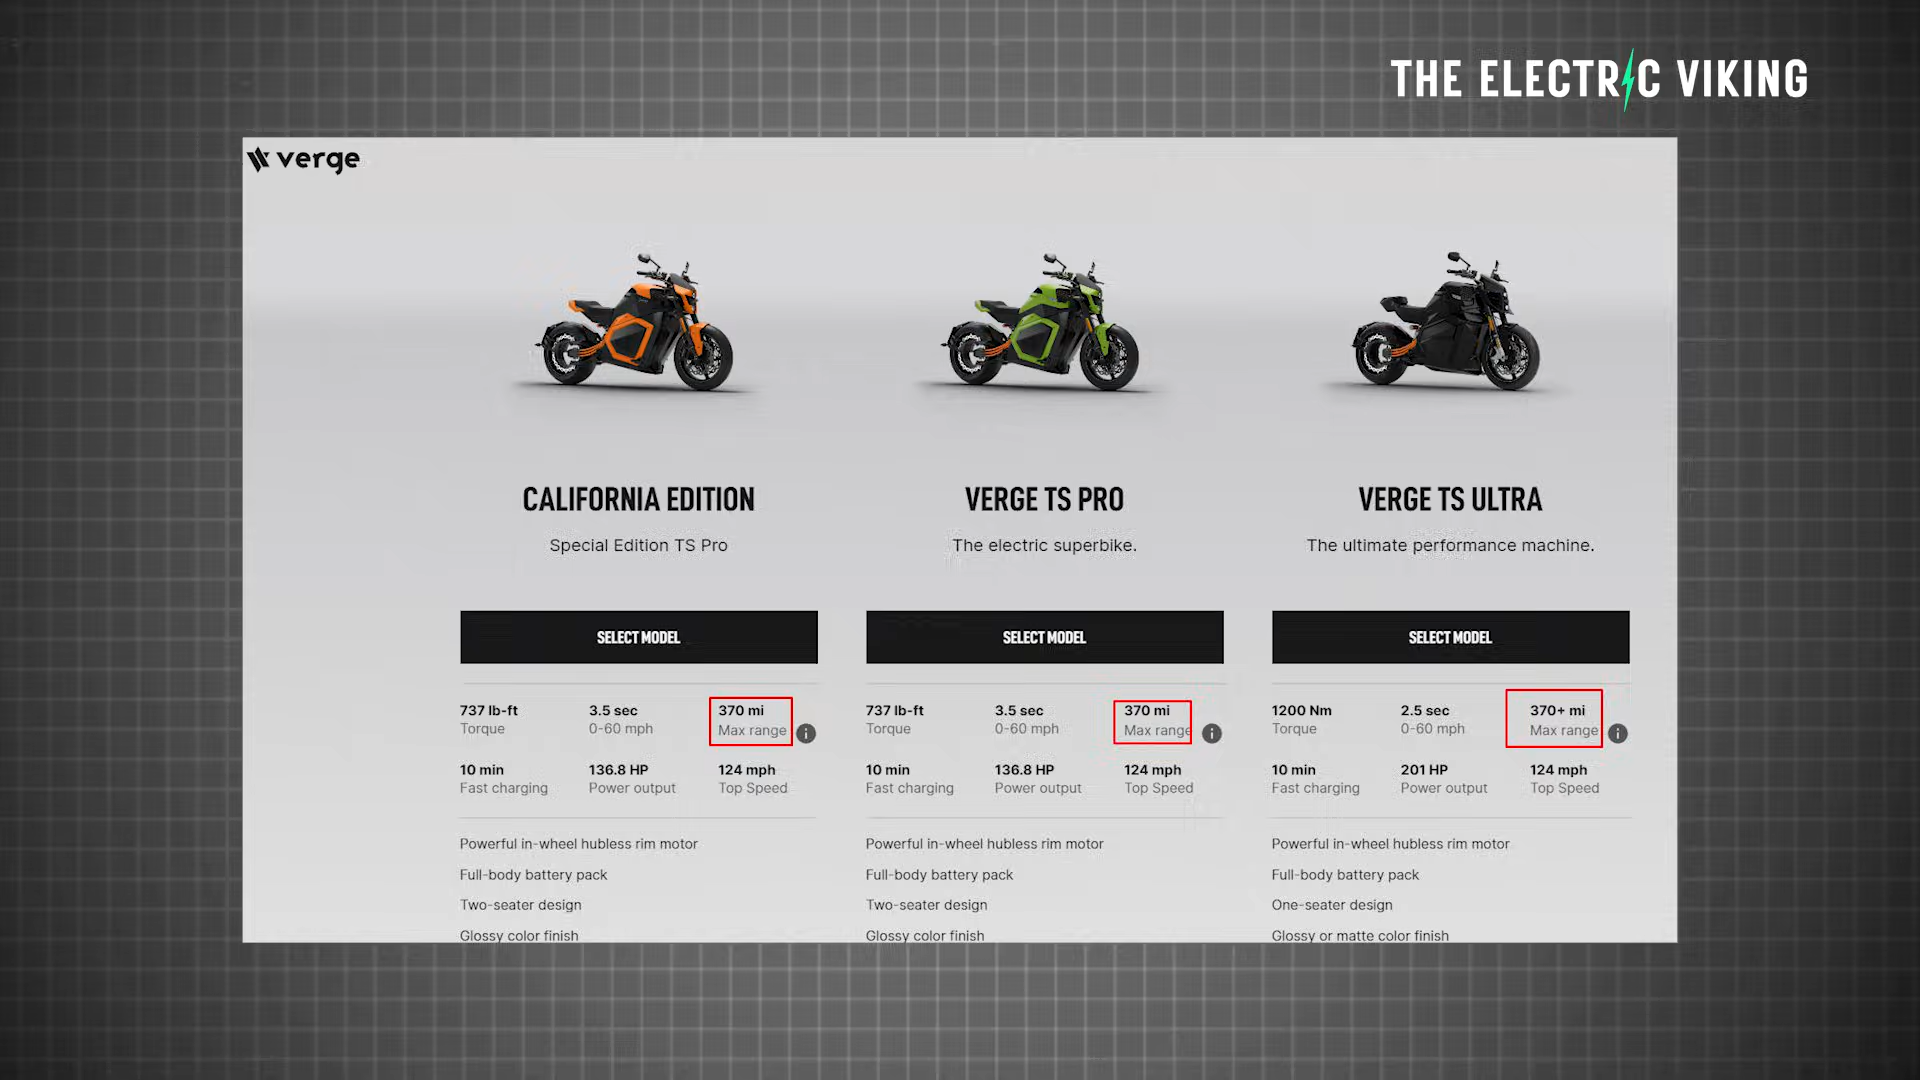 THE ELECTRIC VIKING
verge
CALIFORNIA EDITION
Special Edition TS Pro
SELECT MODEL
737 lb-ft
Torque
3.5 sec
0-60 mph
370 mi
Max range
10 min
Fast charging
136.8 HP
Power output
124 mph
Top Speed
Powerful in-wheel hubless rim motor
Full-body battery pack
Two-seater design
Glossy color finish
VERGE TS PRO
The electric superbike.
SELECT MODEL
737 lb-ft
Torque
3.5 sec
0-60 mph
370 mi
Max range
10 min
Fast charging
136.8 HP
Power output
124 mph
Top Speed
Powerful in-wheel hubless rim motor
Full-body battery pack
Two-seater design
Glossy color finish
VERGE TS ULTRA
The ultimate performance machine.
SELECT MODEL
1200 Nm
Torque
2.5 sec
0-60 mph
370+ mi
Max range
10 min
Fast charging
201 HP
Power output
124 mph
Top Speed
Powerful in-wheel hubless rim motor
Full-body battery pack
One-seater design
Glossy or matte color finish